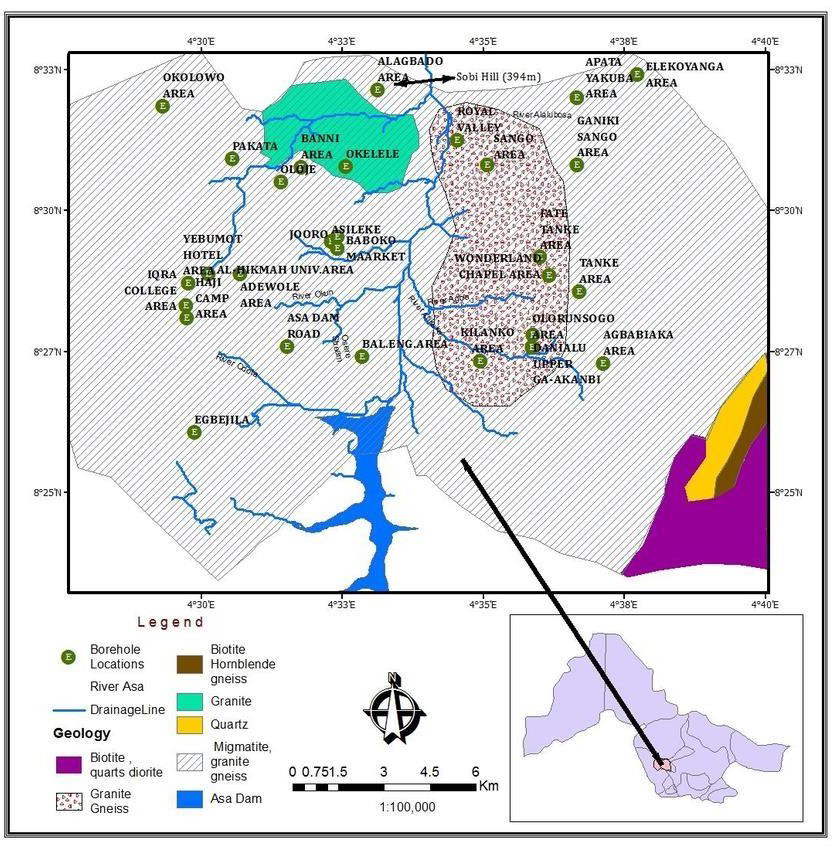 4°30'E
4°33'E
4°35'E
4°38'E
4°40'E
8°33'N
8°33'N
8°30'N
8°30'N
8°27'N
8°27'N
8°25'N
8°25'N
ALAGBADO
AREA
Sobi Hill (394m)
APATA
YAKUBA
AREA
ELEKOYANGA
AREA
OKOLOWO
AREA
ROYAL
VALLEY
River Alalubosa
GANIKI
SANGO
AREA
SANGO
AREA
PAKATA
BANNI
AREA
OKELELE
OLOJE
TATE
TANKE
AREA
JOORO
ASILEKE
BABOKO
MAARKET
YEBUMOT
HOTEL
AREA
AL-HIKMAH UNIV.AREA
WONDERLAND
CHAPEL AREA
TANKE
AREA
IQRA
COLLEGE
AREA
HAJI
CAMP
AREA
ADEWOLE
AREA
River Okun
River Agba
River
ASA DAM
ROAD
Osere
Stream
BAL.ENG.AREA
KILANKO
AREA
OLORUNSOGO
AREA
DANIALU
UPPER
GA-AKANBI
AGBABIAKA
AREA
River Odota
EGBEJILA
4°30'E
4°33'E
4°35'E
4°38'E
4°40'E
Legend
E Borehole
Locations
River Asa
DrainageLine
Geology
Biotite ,
quarts diorite
Granite
Gneiss
Biotite
Hornblende
gneiss
Granite
Quartz
Migmatite,
granite
gneiss
Asa Dam
N
0 0.751.5 3 4.5 6
Km
1:100,000